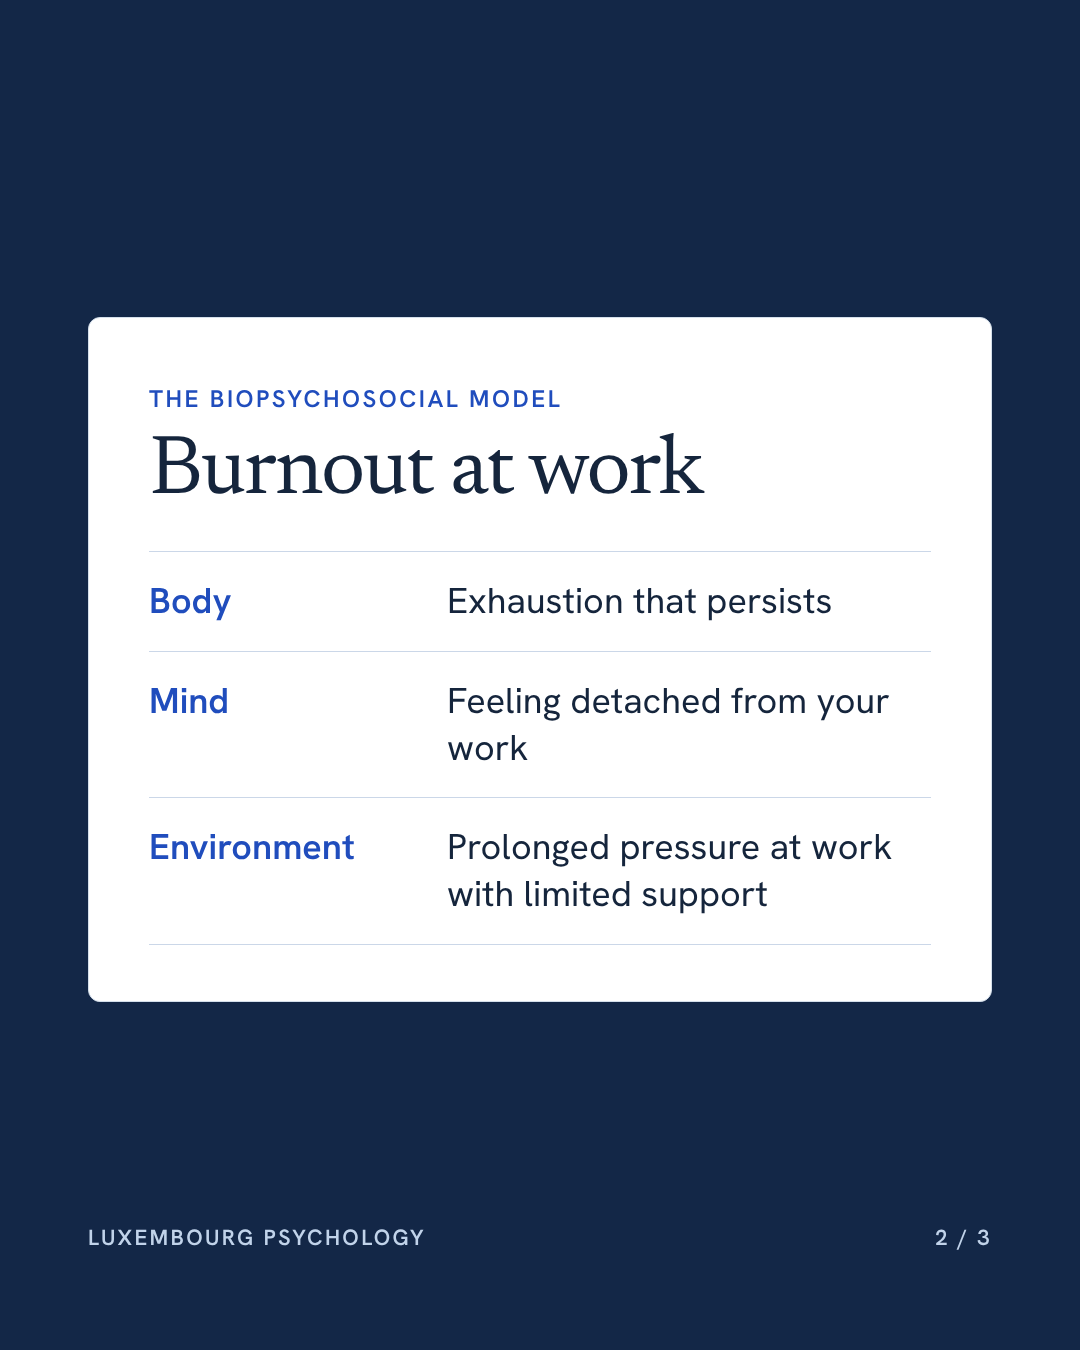 THE BIOPSYCHOSOCIAL MODEL
Burnout at work
Body
Exhaustion that persists
Mind
Feeling detached from your
work
Environment
Prolonged pressure at work
with limited support
LUXEMBOURG PSYCHOLOGY
2 / 3